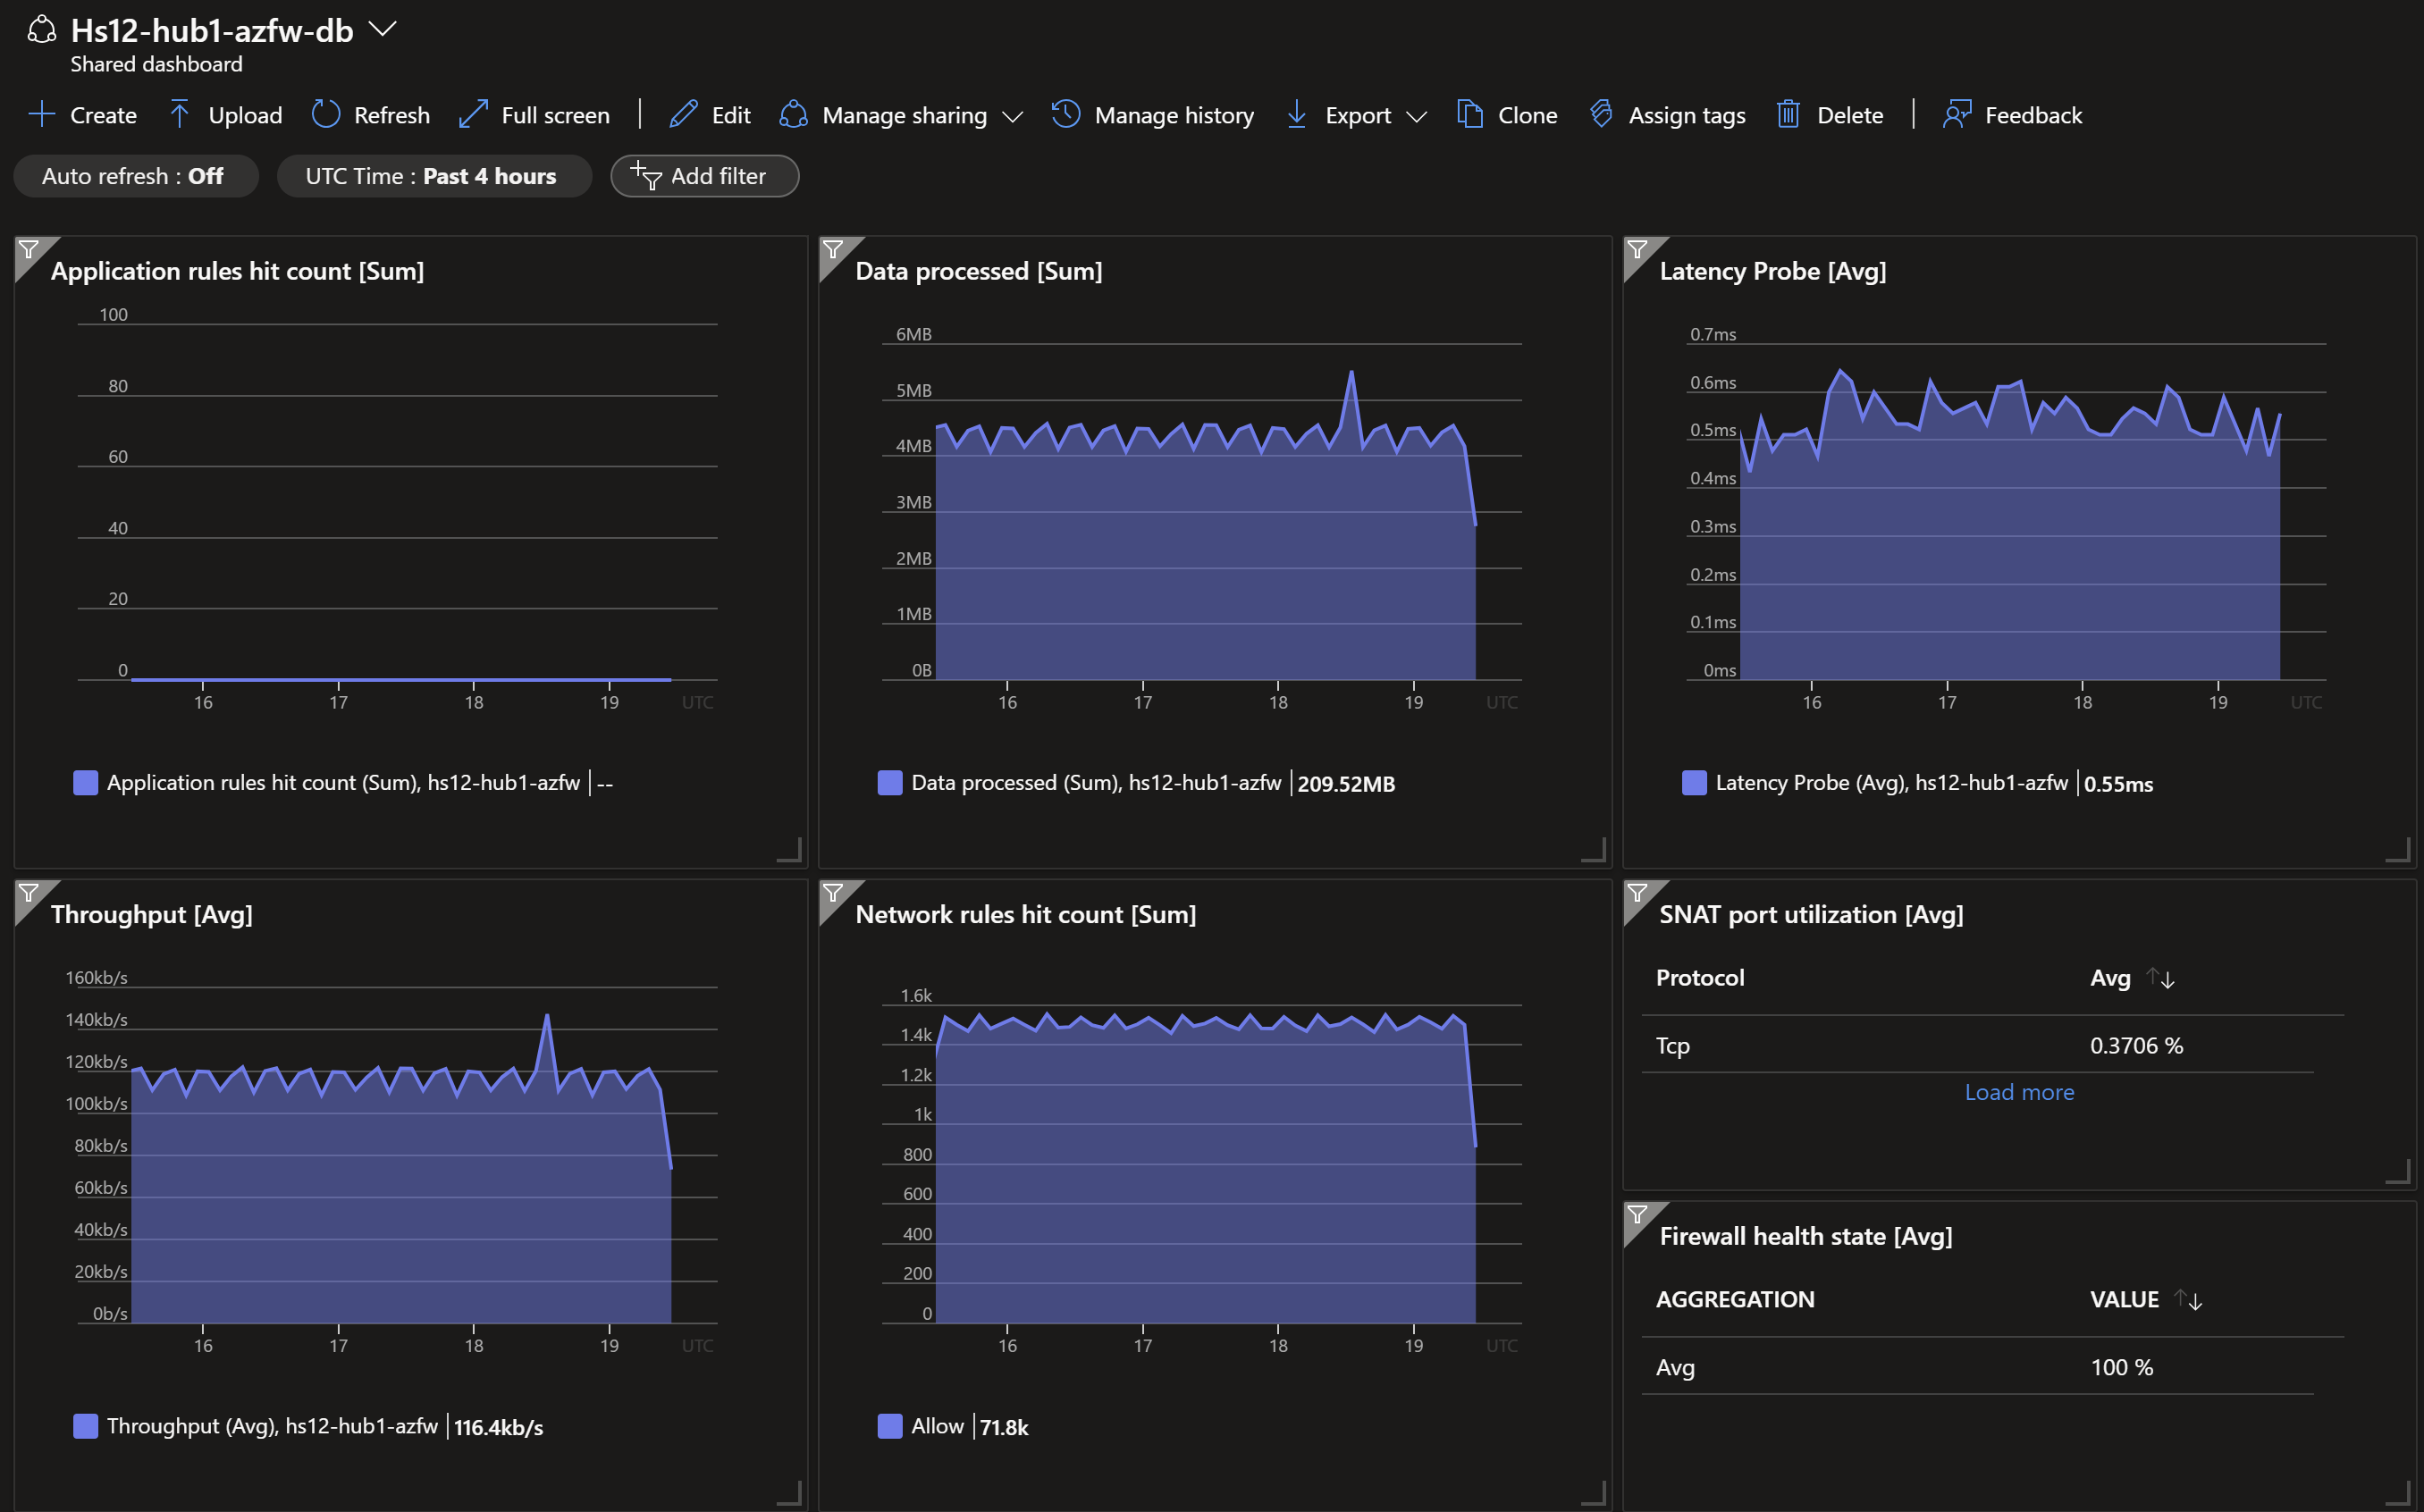 Hs12-hub1-azfw-db
Shared dashboard
Create Upload Refresh Full screen Edit Manage sharing Manage history Export Clone Assign tags Delete Feedback
Auto refresh : Off UTC Time : Past 4 hours Add filter
Application rules hit count [Sum]
100
80
60
40
20
0
16 17 18 19 UTC
Application rules hit count (Sum), hs12-hub1-azfw --
Data processed [Sum]
6MB
5MB
4MB
3MB
2MB
1MB
0B
16 17 18 19 UTC
Data processed (Sum), hs12-hub1-azfw 209.52MB
Latency Probe [Avg]
0.7ms
0.6ms
0.5ms
0.4ms
0.3ms
0.2ms
0.1ms
0ms
16 17 18 19 UTC
Latency Probe (Avg), hs12-hub1-azfw 0.55ms
Throughput [Avg]
160kb/s
140kb/s
120kb/s
100kb/s
80kb/s
60kb/s
40kb/s
20kb/s
0b/s
16 17 18 19 UTC
Throughput (Avg), hs12-hub1-azfw 116.4kb/s
Network rules hit count [Sum]
1.6k
1.4k
1.2k
1k
800
600
400
200
0
16 17 18 19 UTC
Allow 71.8k
SNAT port utilization [Avg]
Protocol Avg
Tcp 0.3706 %
Load more
Firewall health state [Avg]
AGGREGATION VALUE
Avg 100 %